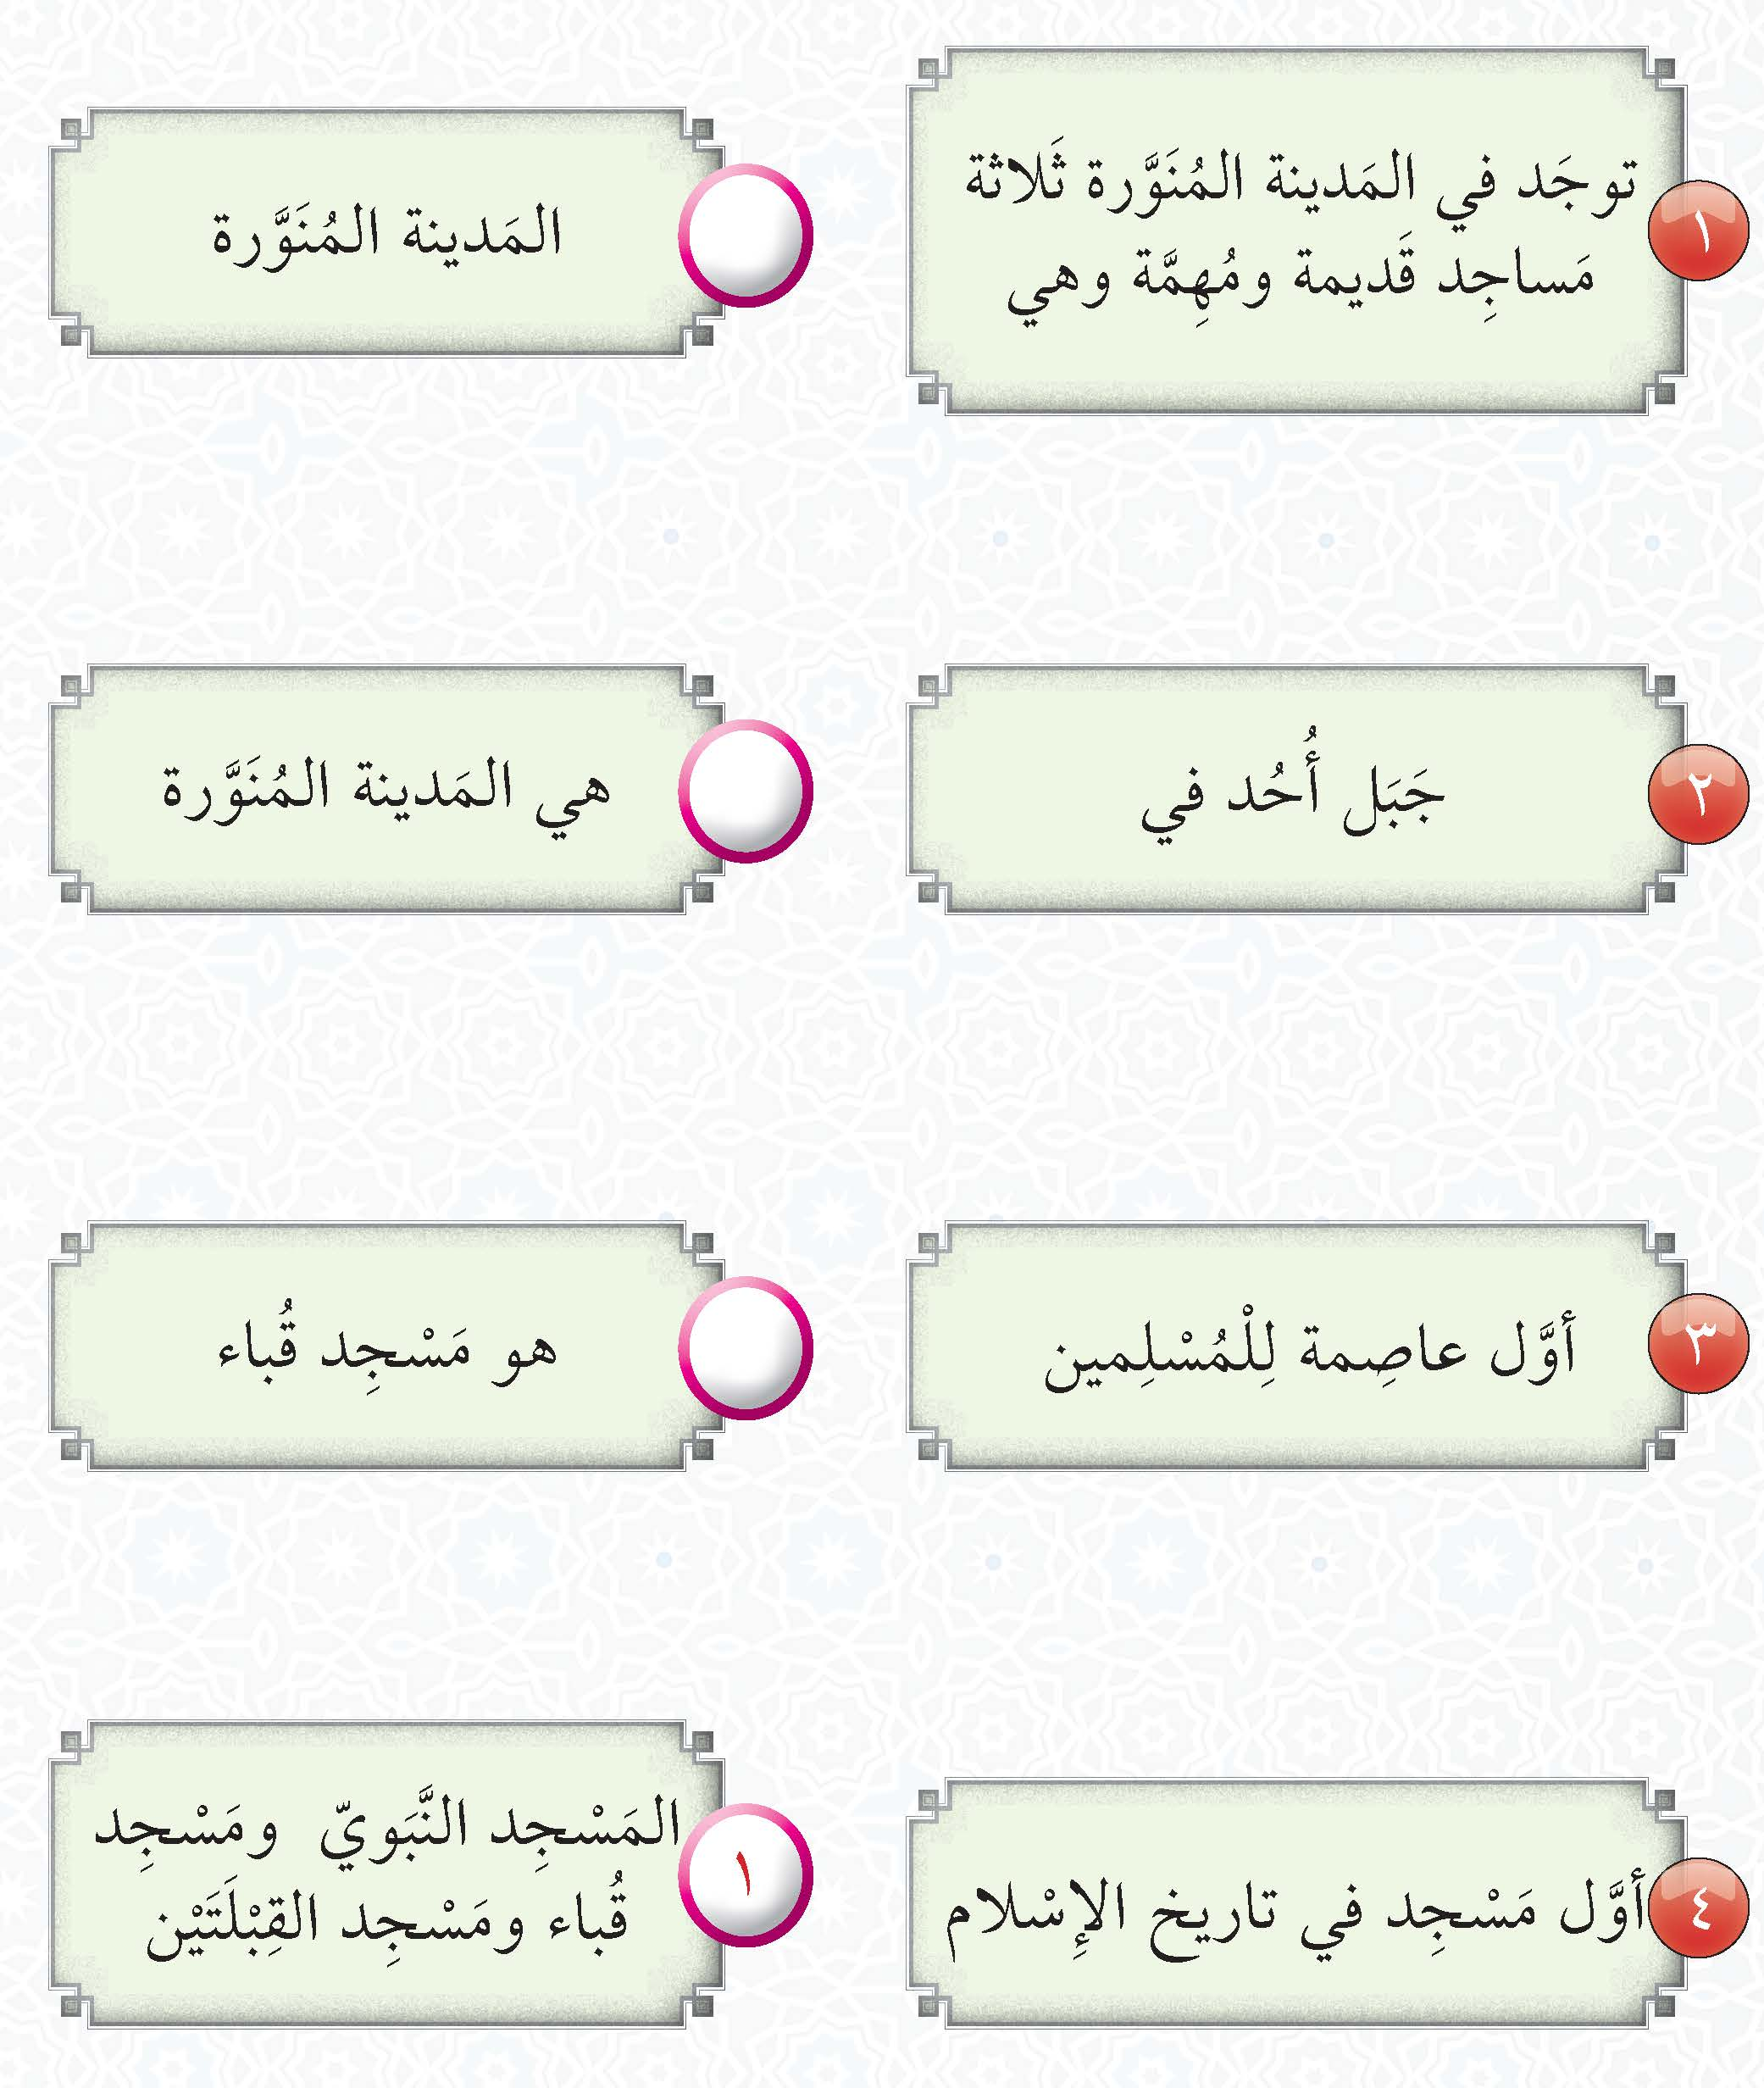 ١
توجَد في المَدينة المُنَوَّرة ثَلاثة
مَساجِد قَديمة ومُهِمَّة وهي
المَدينة المُنَوَّرة
٢
جَبَل أُحُد في
هي المَدينة المُنَوَّرة
٣
أوَّل عاصِمة لِلْمُسْلِمين
هو مَسْجِد قُباء
٤
أوَّل مَسْجِد في تاريخ الإِسْلام
١
المَسْجِد النَّبَويّ ومَسْجِد
قُباء ومَسْجِد القِبْلَتَيْن